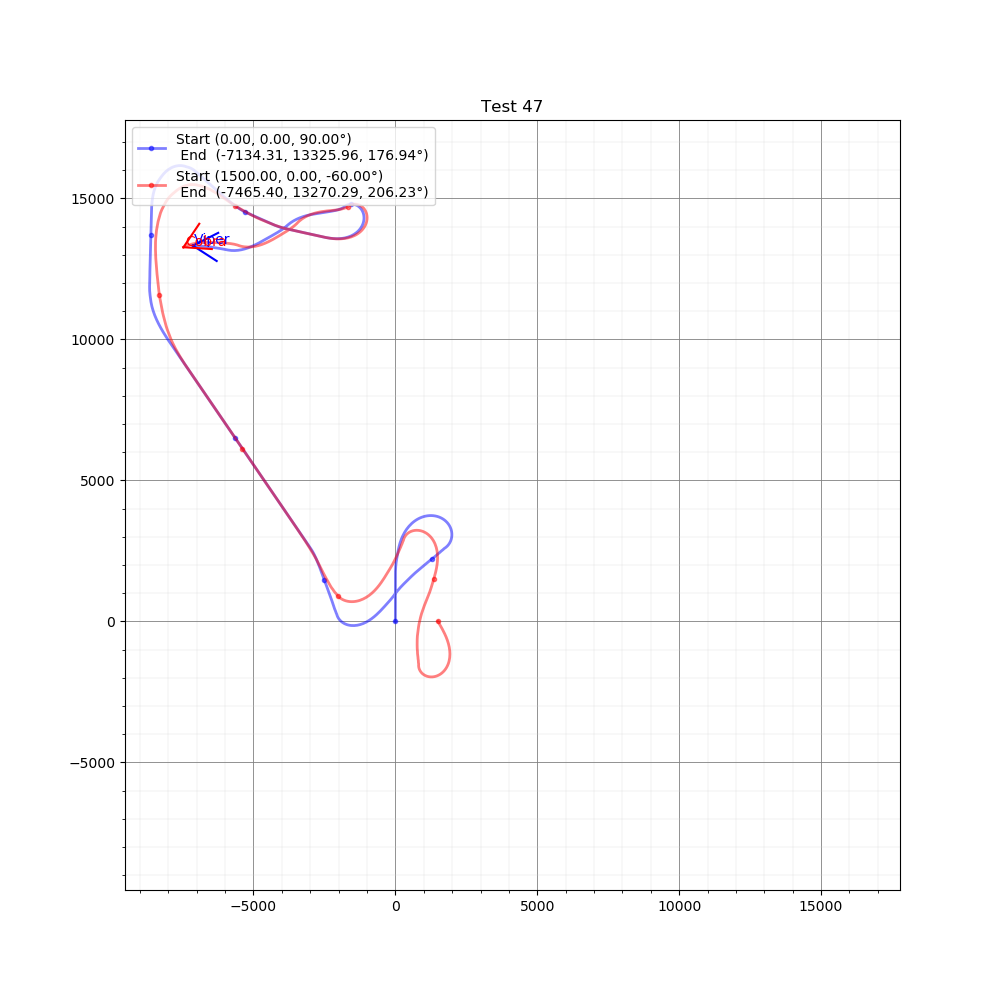 Test 47
Start (0.00, 0.00, 90.00°)
End (-7134.31, 13325.96, 176.94°)
Start (1500.00, 0.00, -60.00°)
End (-7465.40, 13270.29, 206.23°)
Viper
15000
10000
5000
0
−5000
−5000
0
5000
10000
15000